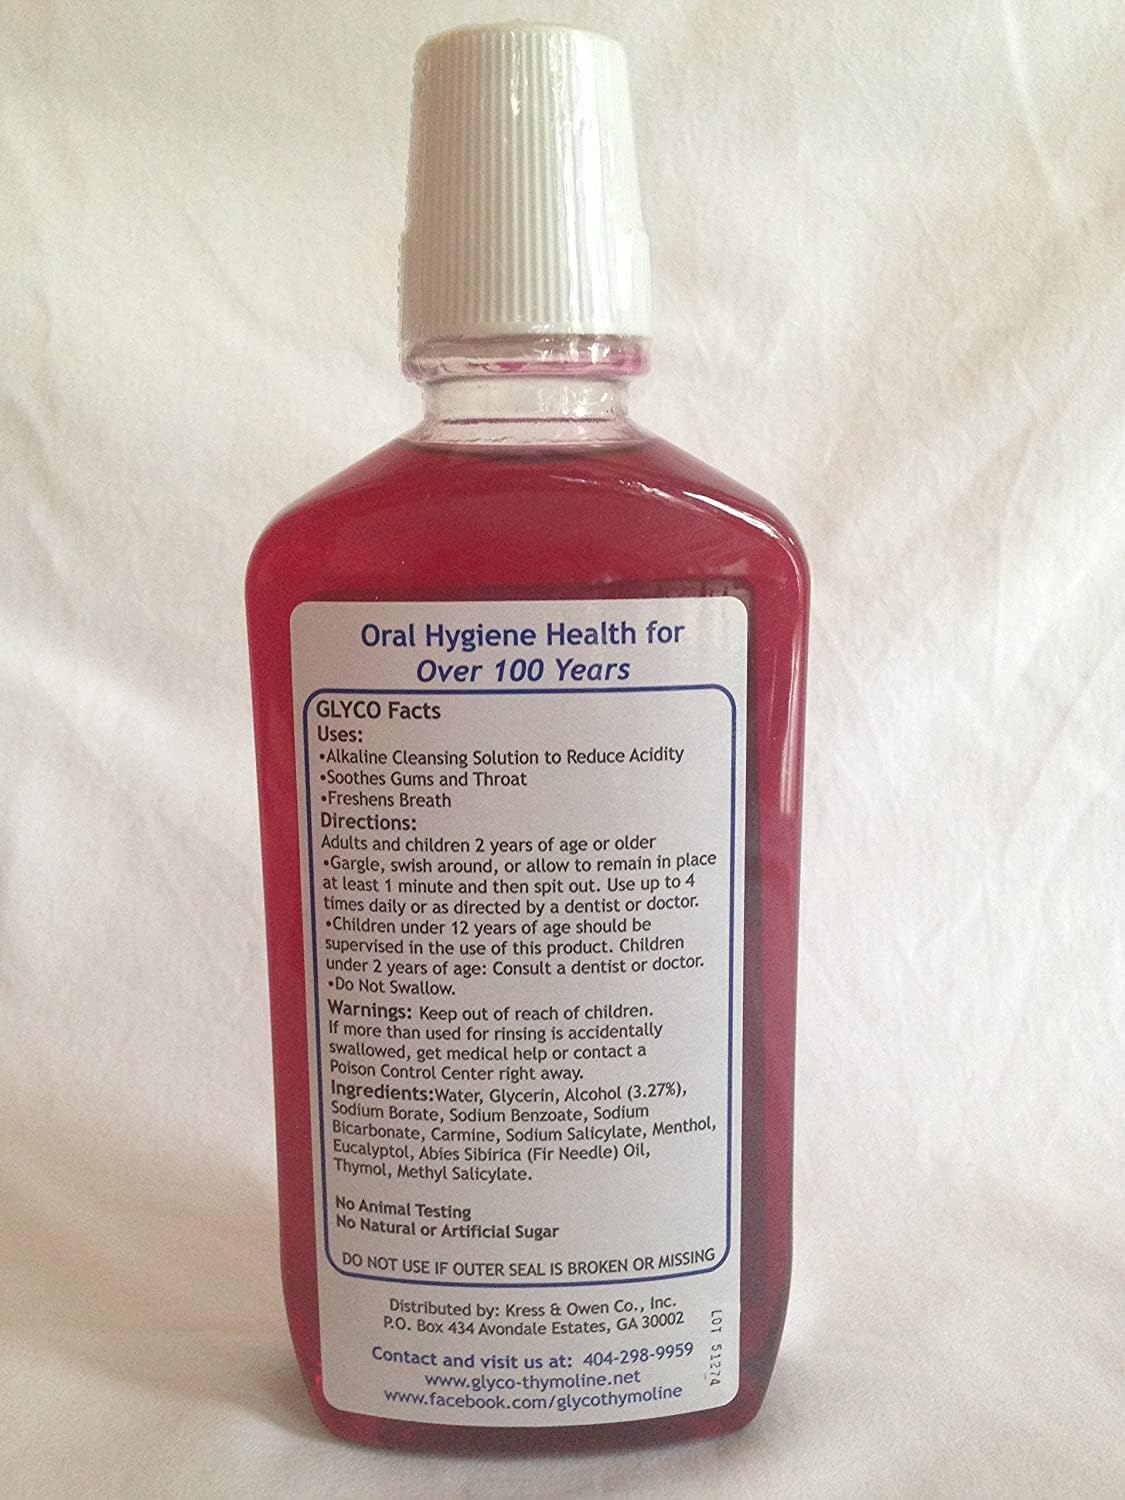 Oral Hygiene Health for
Over 100 Years
GLYCO Facts
Uses:
•Alkaline Cleansing Solution to Reduce Acidity
•Soothes Gums and Throat
•Freshens Breath
Directions:
Adults and children 2 years of age or older
•Gargle, swish around, or allow to remain in place
at least 1 minute and then spit out. Use up to 4
times daily or as directed by a dentist or doctor.
•Children under 12 years of age should be
supervised in the use of this product. Children
under 2 years of age: Consult a dentist or doctor.
•Do Not Swallow.
Warnings: Keep out of reach of children.
If more than used for rinsing is accidentally
swallowed, get medical help or contact a
Poison Control Center right away.
Ingredients:Water, Glycerin, Alcohol (3.27%),
Sodium Borate, Sodium Benzoate, Sodium
Bicarbonate, Carmine, Sodium Salicylate, Menthol,
Eucalyptol, Abies Sibirica (Fir Needle) Oil,
Thymol, Methyl Salicylate.
No Animal Testing
No Natural or Artificial Sugar
DO NOT USE IF OUTER SEAL IS BROKEN OR MISSING
Distributed by: Kress & Owen Co., Inc.
P.O. Box 434 Avondale Estates, GA 30002
Contact and visit us at: 404-298-9959
www.glyco-thymoline.net
www.facebook.com/glycothymoline
LOT 51274